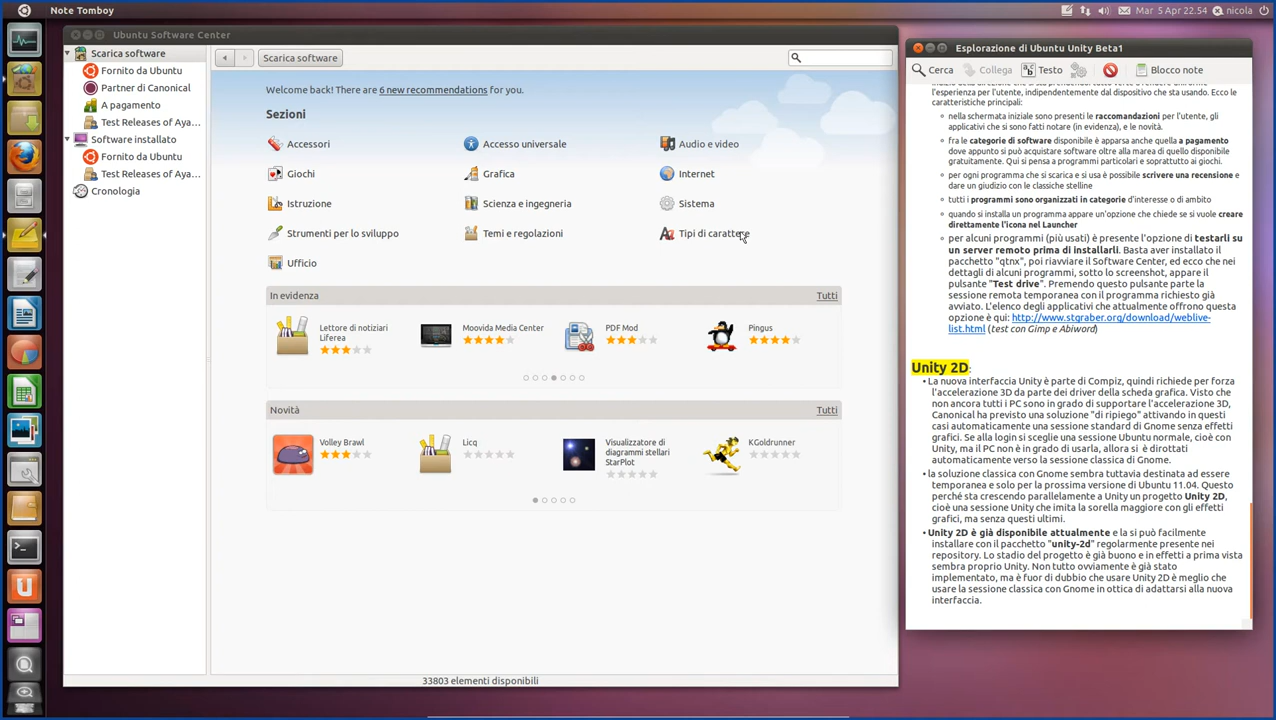 Note Tomboy
Mar 5 Apr 22.54
nicola
Ubuntu Software Center
Scarica software
Fornito da Ubuntu
Partner di Canonical
A pagamento
Test Releases of Aya...
Software installato
Fornito da Ubuntu
Test Releases of Aya...
Cronologia
Scarica software
Welcome back! There are 6 new recommendations for you.
Sezioni
Accessori
Accesso universale
Audio e video
Giochi
Grafica
Internet
Istruzione
Scienza e ingegneria
Sistema
Strumenti per lo sviluppo
Temi e regolazioni
Tipi di carattere
Ufficio
In evidenza
Tutti
Lettore di notiziari
Liferea
Moovida Media Center
PDF Mod
Pingus
Novità
Tutti
Volley Brawl
Licq
Visualizzatore di
diagrammi stellari
StarPlot
KGoldrunner
33803 elementi disponibili
Esplorazione di Ubuntu Unity Beta1
Cerca
Collega
Testo
Blocco note
l'esperienza per l'utente, indipendentemente dal dispositivo che sta usando. Ecco le
caratteristiche principali:
• nella schermata iniziale sono presenti le raccomandazioni per l'utente, gli
applicativi che si sono fatti notare (in evidenza), e le novità.
• fra le categorie di software disponibile è apparsa anche quella a pagamento
dove appunto si può acquistare software oltre alla marea di quello disponibile
gratuitamente. Qui si pensa a programmi particolari e soprattutto ai giochi.
• per ogni programma che si scarica e si usa è possibile scrivere una recensione e
dare un giudizio con le classiche stelline
• tutti i programmi sono organizzati in categorie d'interesse o di ambito
• quando si installa un programma appare un'opzione che chiede se si vuole creare
direttamente l'icona nel Launcher
• per alcuni programmi (più usati) è presente l'opzione di testarli su
un server remoto prima di installarli. Basta aver installato il
pacchetto "qtnx", poi riavviare il Software Center, ed ecco che nei
dettagli di alcuni programmi, sotto lo screenshot, appare il
pulsante "Test drive". Premendo questo pulsante parte la
sessione remota temporanea con il programma richiesto già
avviato. L'elenco degli applicativi che attualmente offrono questa
opzione è qui: http://www.stgraber.org/download/weblive-
list.html (test con Gimp e Abiword)
Unity 2D:
• La nuova interfaccia Unity è parte di Compiz, quindi richiede per forza
l'accelerazione 3D da parte dei driver della scheda grafica. Visto che
non ancora tutti i PC sono in grado di supportare l'accelerazione 3D,
Canonical ha previsto una soluzione "di ripiego" attivando in questi
casi automaticamente una sessione standard di Gnome senza effetti
grafici. Se alla login si sceglie una sessione Ubuntu normale, cioè con
Unity, ma il PC non è in grado di usarla, allora si è dirottati
automaticamente verso la sessione classica di Gnome.
• la soluzione classica con Gnome sembra tuttavia destinata ad essere
temporanea e solo per la prossima versione di Ubuntu 11.04. Questo
perché sta crescendo parallelamente a Unity un progetto Unity 2D,
cioè una sessione Unity che imita la sorella maggiore con gli effetti
grafici, ma senza questi ultimi.
• Unity 2D è già disponibile attualmente e la si può facilmente
installare con il pacchetto "unity-2d" regolarmente presente nei
repository. Lo stadio del progetto è già buono e in effetti a prima vista
sembra proprio Unity. Non tutto ovviamente è già stato
implementato, ma è fuor di dubbio che usare Unity 2D è meglio che
usare la sessione classica con Gnome in ottica di adattarsi alla nuova
interfaccia.